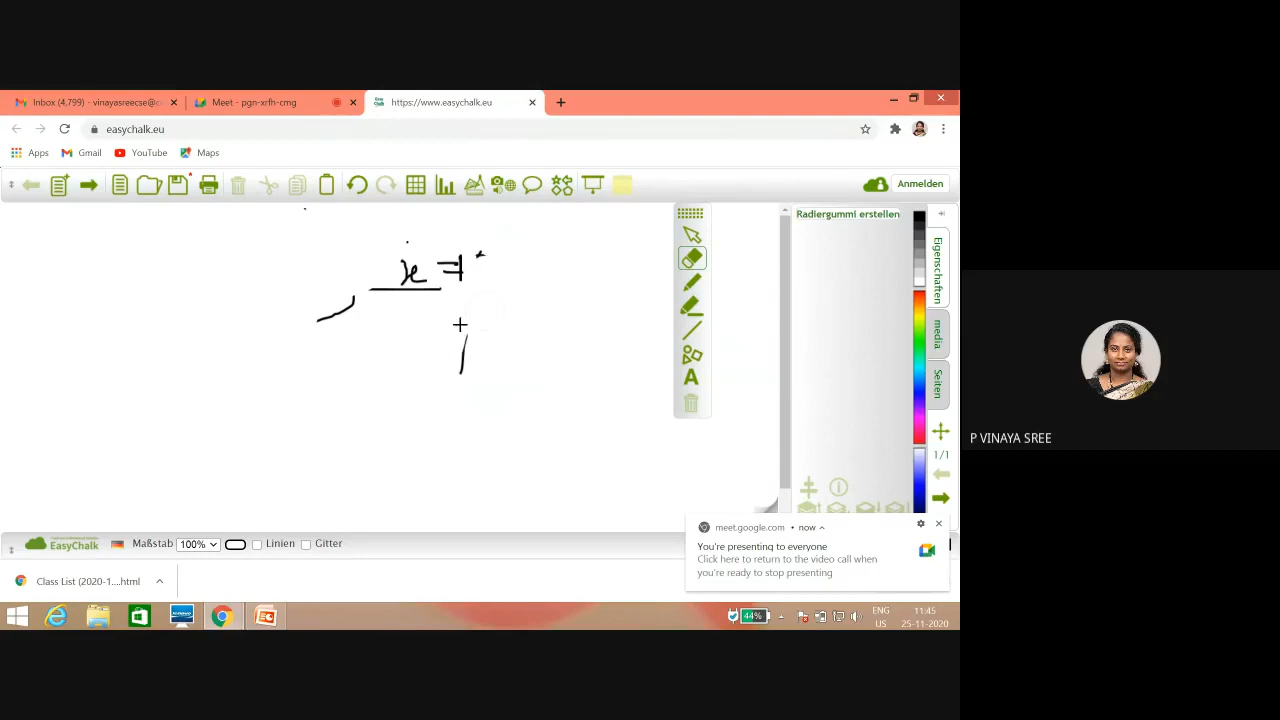 Inbox (4,799) - vinayasreecse@c
Meet - pgn-xrfh-cmg
https://www.easychalk.eu
easychalk.eu
Apps
Gmail
YouTube
Maps
Anmelden
Radiergummi erstellen
Eigenschaften
media
Seiten
x =
A
1/1
P VINAYA SREE
meet.google.com • now
You're presenting to everyone
Click here to return to the video call when
you're ready to stop presenting
EasyChalk
Maßstab 100% Linien Gitter
Class List (2020-1....html
44%
ENG
US
11:45
25-11-2020